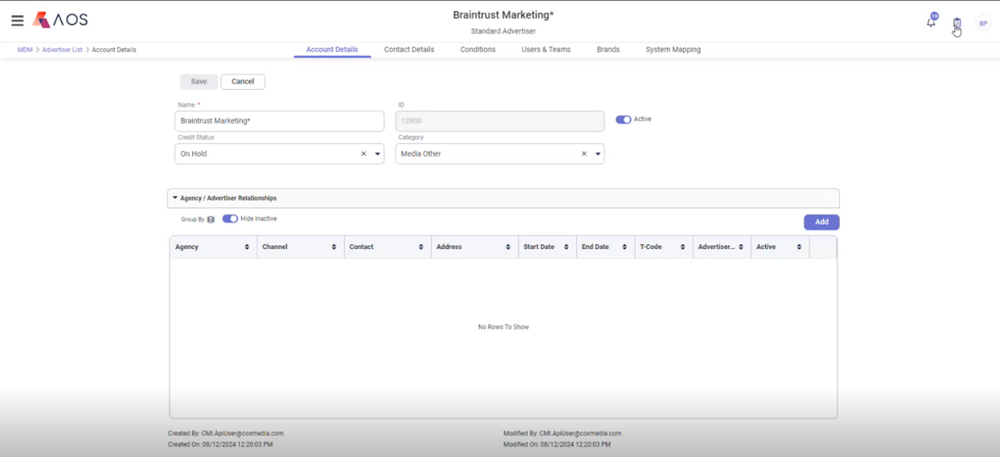 AOS
Braintrust Marketing*
Standard Advertiser
19
BP
MDM > Advertiser List > Account Details
Account Details Contact Details Conditions Users & Teams Brands System Mapping
Save Cancel
Name * ID
Braintrust Marketing* 12800 Active
Credit Status Category
On Hold Media Other
Agency / Advertiser Relationships
Group By Hide Inactive Add
Agency Channel Contact Address Start Date End Date T-Code Advertiser... Active
No Rows To Show
Created By: CMI.ApiUser@coxmedia.com Modified By: CMI.ApiUser@coxmedia.com
Created On: 08/12/2024 12:20:03 PM Modified On: 08/12/2024 12:20:03 PM